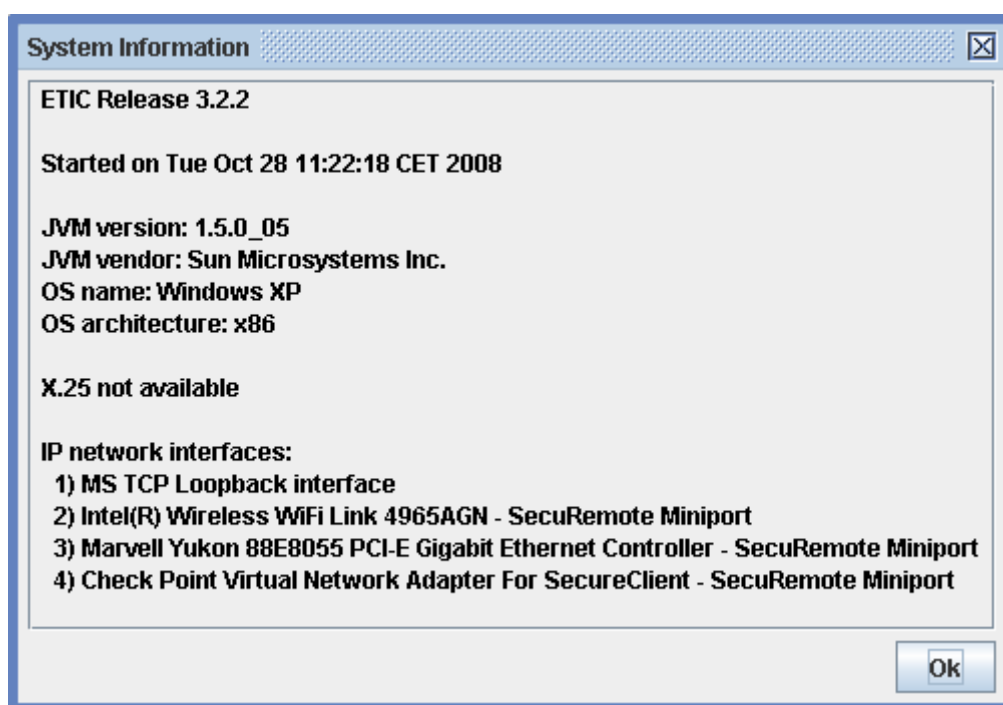 System Information
ETIC Release 3.2.2
Started on Tue Oct 28 11:22:18 CET 2008
JVM version: 1.5.0_05
JVM vendor: Sun Microsystems Inc.
OS name: Windows XP
OS architecture: x86
X.25 not available
IP network interfaces:
1) MS TCP Loopback interface
2) Intel(R) Wireless WiFi Link 4965AGN - SecuRemote Miniport
3) Marvell Yukon 88E8055 PCI-E Gigabit Ethernet Controller - SecuRemote Miniport
4) Check Point Virtual Network Adapter For SecureClient - SecuRemote Miniport
Ok